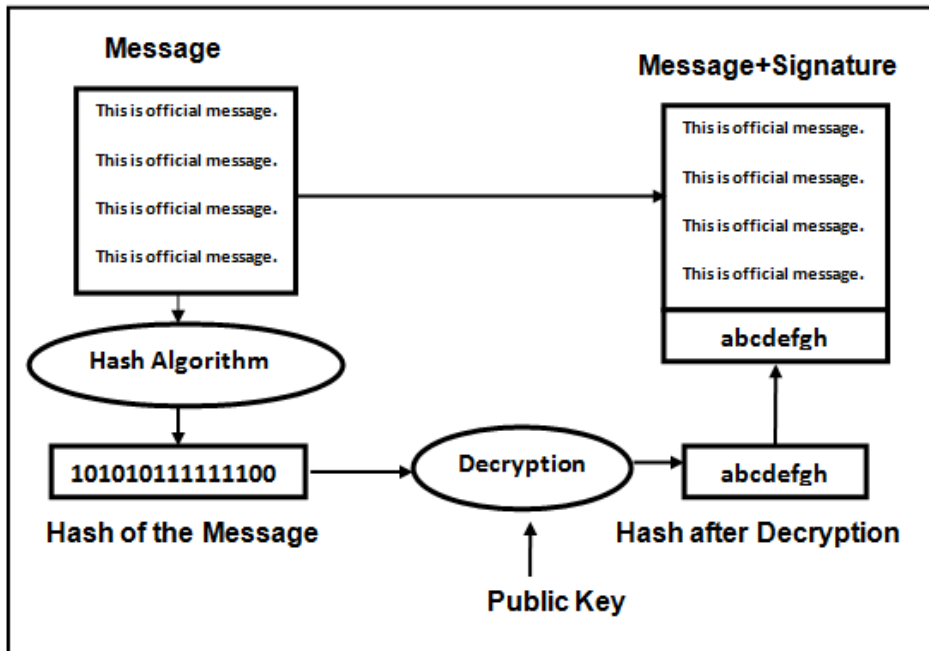 Message
This is official message.
This is official message.
This is official message.
This is official message.
Message+Signature
This is official message.
This is official message.
This is official message.
This is official message.
abcdefgh
Hash Algorithm
101010111111100
Hash of the Message
Decryption
Public Key
abcdefgh
Hash after Decryption